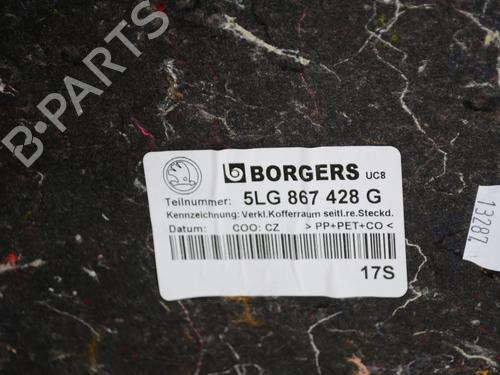 B-PARTS
BORGERS UC8
Teilnummer: 5LG 867 428 G
Kennzeichnung: Verkl.Kofferraum seitl.re.Steckd.
Datum: COO: CZ > PP+PET+CO <
17S
13287